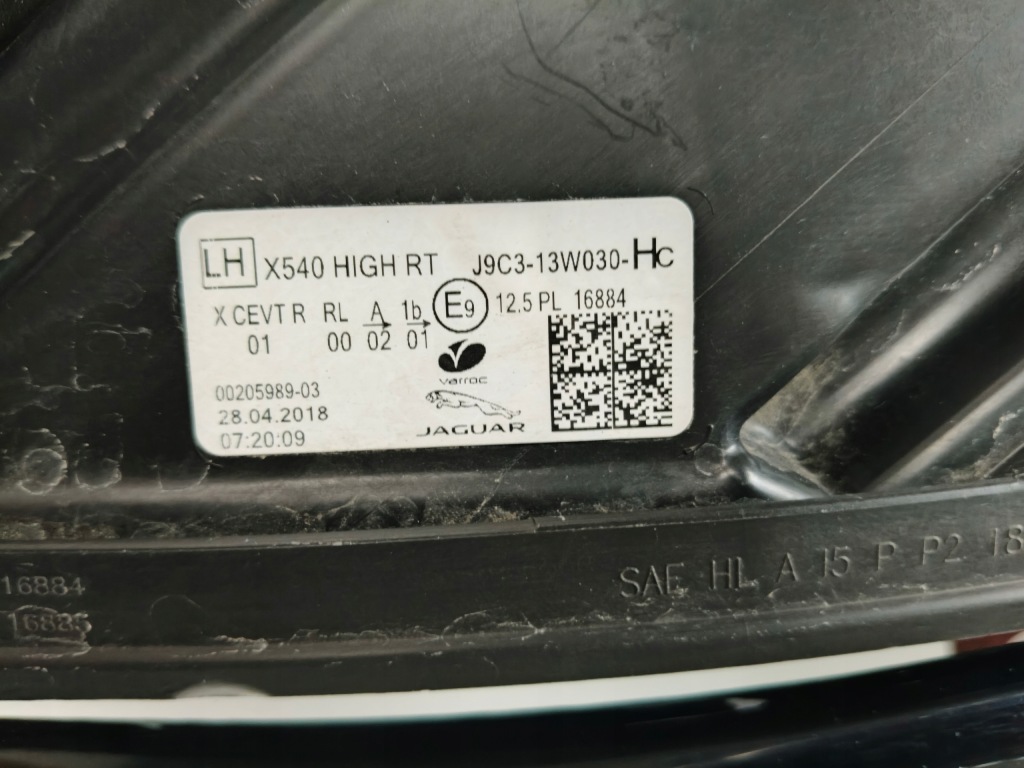 LH X540 HIGH RT J9C3-13W030-HC
X CEVT R RL A 1b E9 12.5 PL 16884
01 00 02 01
varroc
00205989-03
28.04.2018
JAGUAR
07:20:09
16884
16885
SAE HL A 15 P P2 18